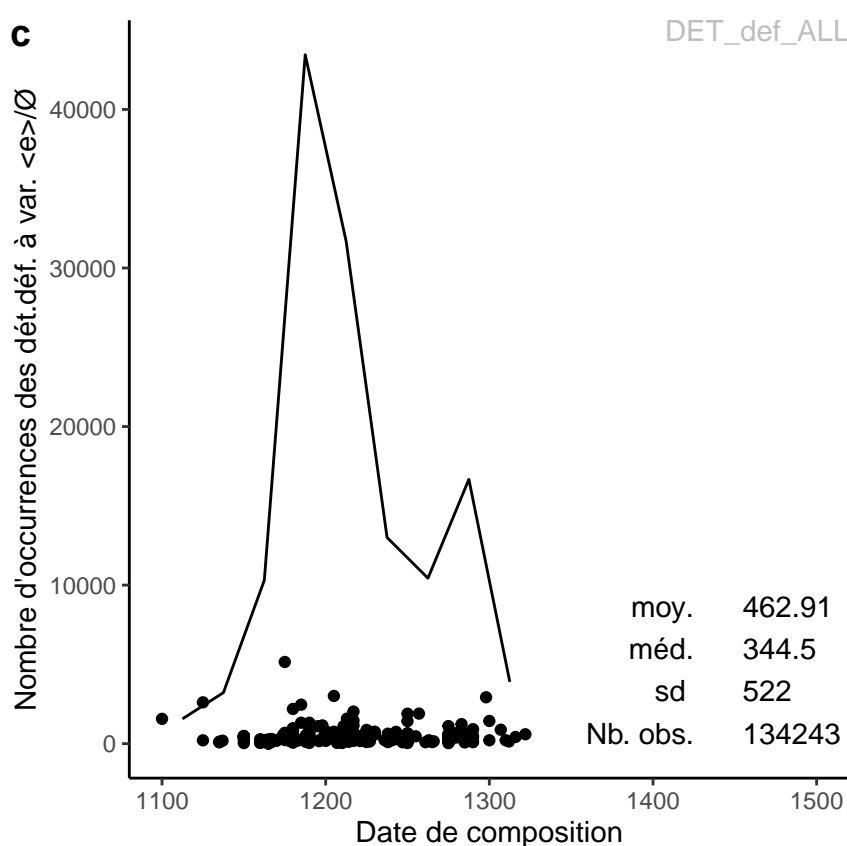 c
DET_def_ALL
Nombre d'occurrences des dét.déf. à var. <e>/Ø
40000
30000
20000
10000
0
moy. 462.91
méd. 344.5
sd 522
Nb. obs. 134243
1100 1200 1300 1400 1500
Date de composition